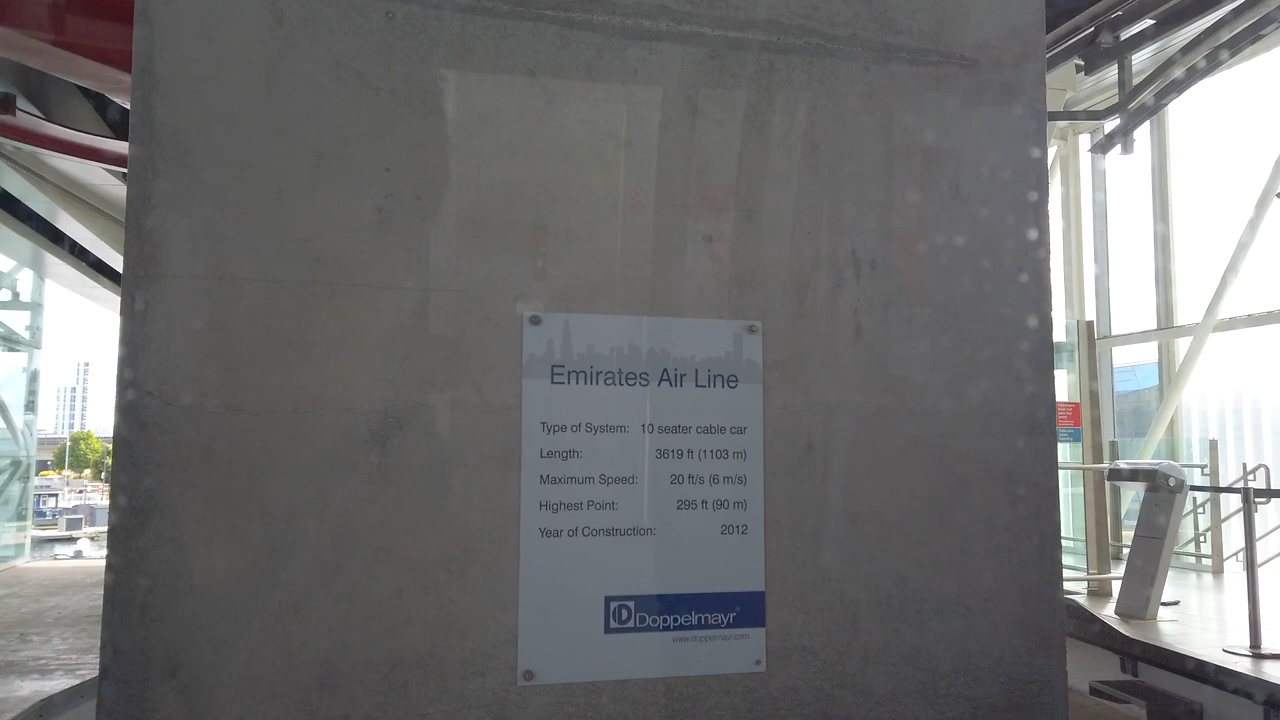 Emirates Air Line
Type of System: 10 seater cable car
Length: 3619 ft (1103 m)
Maximum Speed: 20 ft/s (6 m/s)
Highest Point: 295 ft (90 m)
Year of Construction: 2012
Doppelmayr®
www.doppelmayr.com